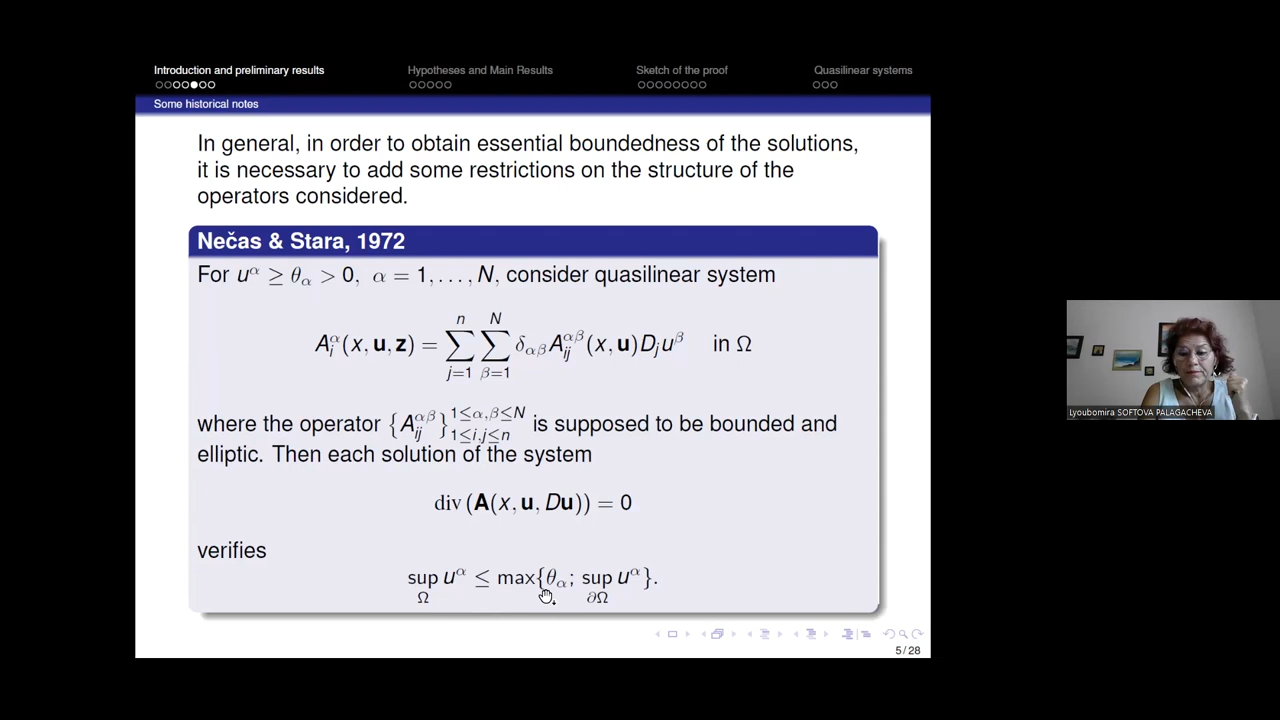 Introduction and preliminary results
Hypotheses and Main Results
Sketch of the proof
Quasilinear systems
Some historical notes
In general, in order to obtain essential boundedness of the solutions,
it is necessary to add some restrictions on the structure of the
operators considered.
Nečas & Stara, 1972
For u^α ≥ θ_α > 0, α = 1, . . . , N, consider quasilinear system
A_i^α(x, u, z) = ∑_{j=1}^{n} ∑_{β=1}^{N} δ_{αβ} A_{ij}^{αβ}(x, u) D_j u^β in Ω
where the operator {A_{ij}^{αβ}}_{1≤i,j≤n}^{1≤α,β≤N} is supposed to be bounded and
elliptic. Then each solution of the system
div (A(x, u, Du)) = 0
verifies
sup_Ω u^α ≤ max{θ_α; sup_{∂Ω} u^α}.
5 / 28
Lyoubomira SOFTOVA PALAGACHEVA